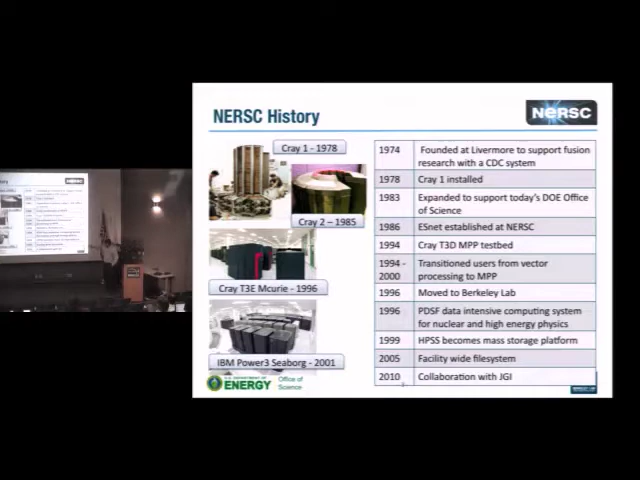 NERSC History
NERSC
Cray 1 - 1978
Cray 2 - 1985
Cray T3E Mcurie - 1996
IBM Power3 Seaborg - 2001
1974 Founded at Livermore to support fusion
research with a CDC system
1978 Cray 1 installed
1983 Expanded to support today's DOE Office
of Science
1986 ESnet established at NERSC
1994 Cray T3D MPP testbed
1994 - Transitioned users from vector
2000 processing to MPP
1996 Moved to Berkeley Lab
1996 PDSF data intensive computing system
for nuclear and high energy physics
1999 HPSS becomes mass storage platform
2005 Facility wide filesystem
2010 Collaboration with JGI
U.S. DEPARTMENT OF
ENERGY
Office of
Science